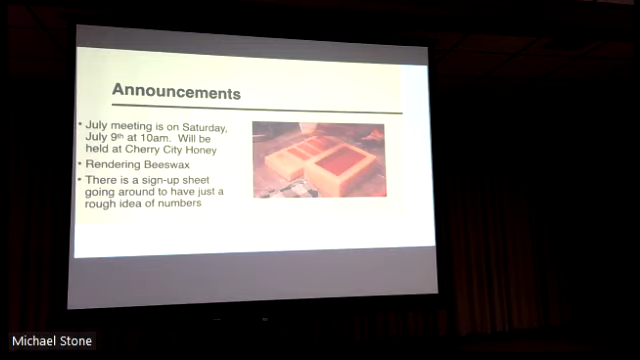 Announcements
• July meeting is on Saturday,
July 9th at 10am. Will be
held at Cherry City Honey
• Rendering Beeswax
• There is a sign-up sheet
going around to have just a
rough idea of numbers
Michael Stone